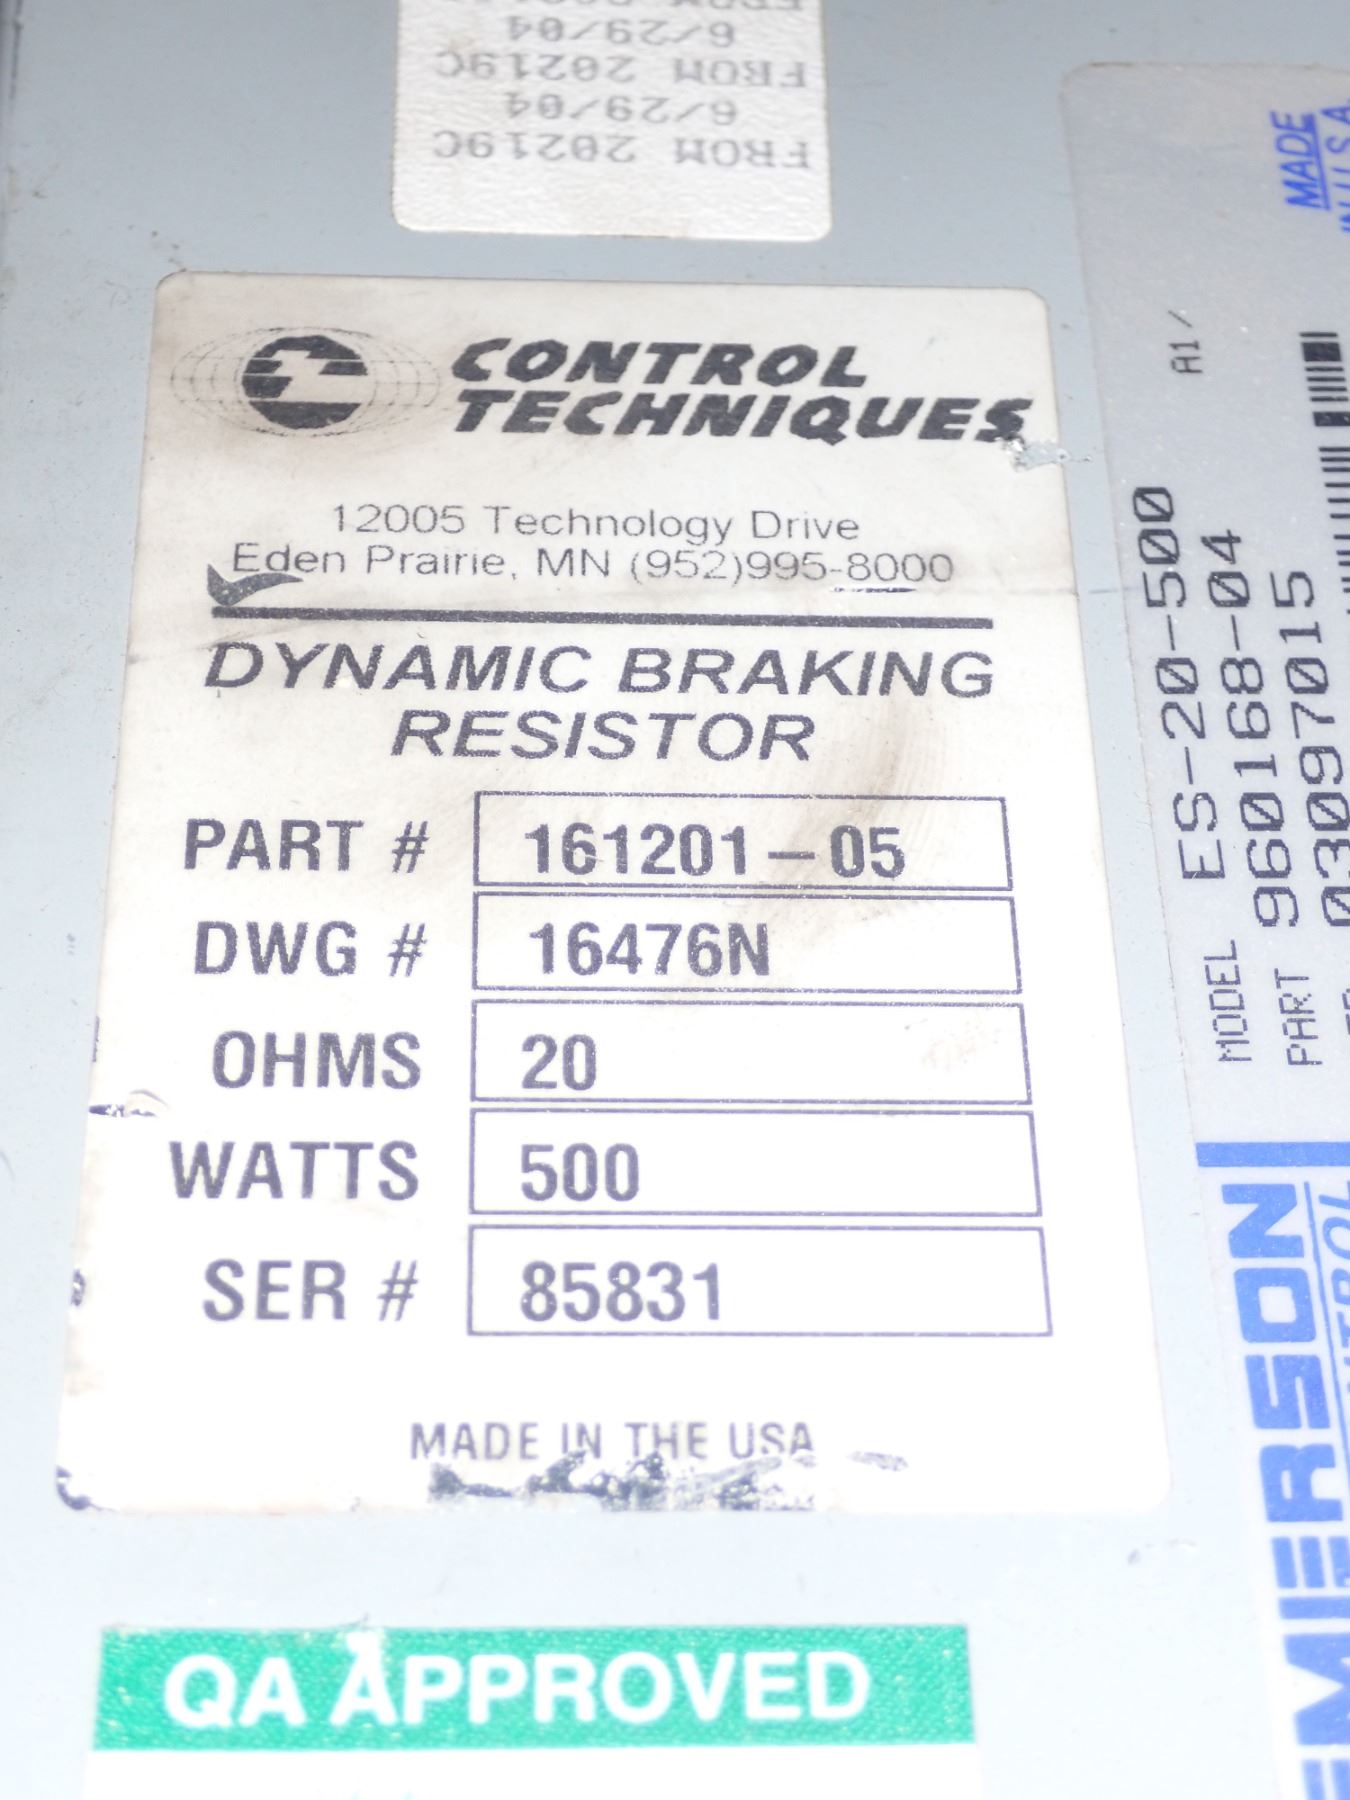 FROM 20219C
6/29/04
FROM 20219C
6/29/04
CONTROL
TECHNIQUES
12005 Technology Drive
Eden Prairie, MN (952)995-8000
DYNAMIC BRAKING
RESISTOR
PART # 161201-05
DWG # 16476N
OHMS 20
WATTS 500
SER # 85831
MADE IN THE USA
QA APPROVED
MODEL ES-20-500 A1/
PART 960168-04
03097015
MADE
IN U.S.A.
EMERSON